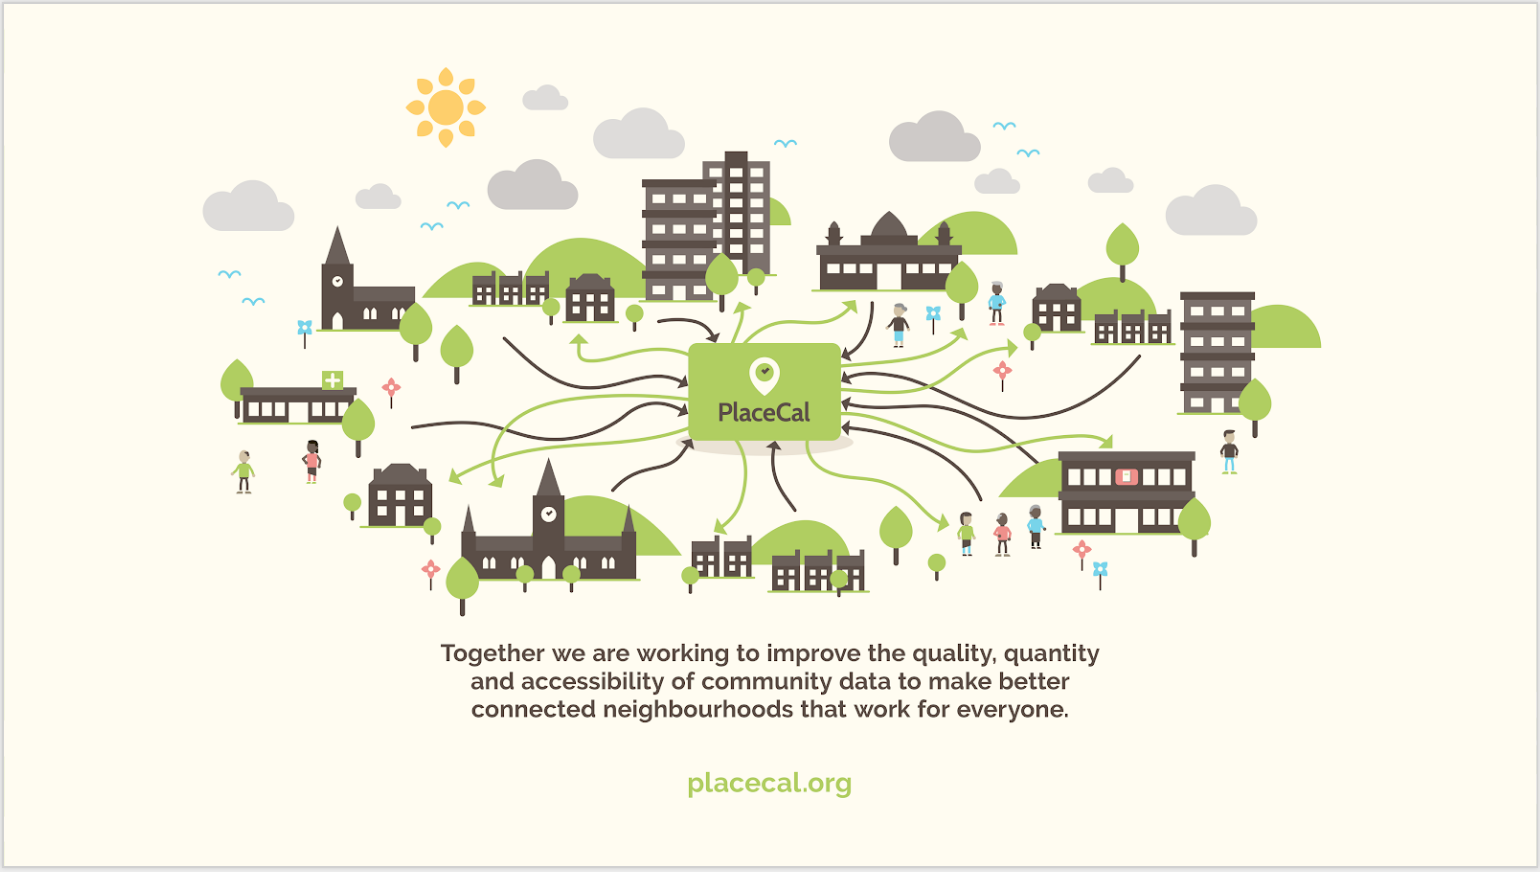 PlaceCal
Together we are working to improve the quality, quantity
and accessibility of community data to make better
connected neighbourhoods that work for everyone.
placecal.org